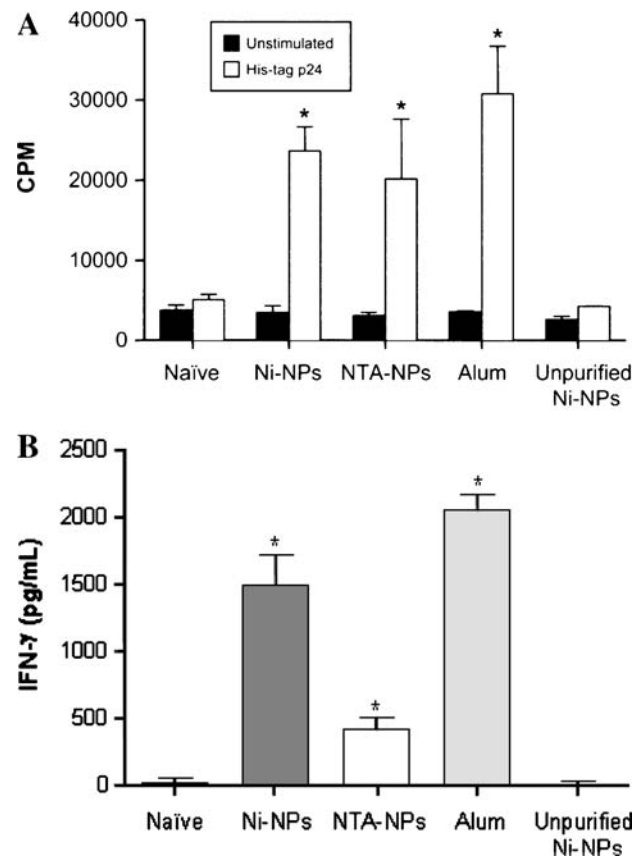 A
40000
30000
20000
10000
0
CPM
Unstimulated
His-tag p24
*
*
*
Naïve
Ni-NPs
NTA-NPs
Alum
Unpurified
Ni-NPs
B
2500
2000
1500
1000
500
0
IFN-γ (pg/mL)
*
*
*
Naïve
Ni-NPs
NTA-NPs
Alum
Unpurified
Ni-NPs